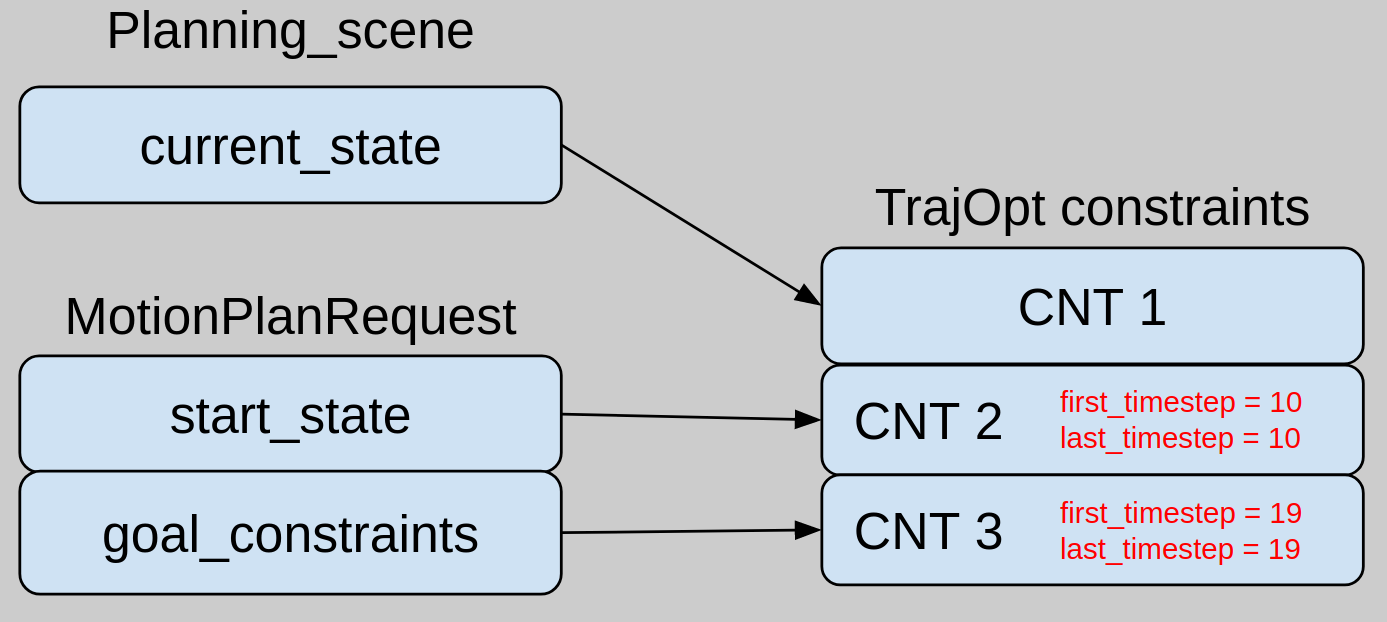 Planning_scene
current_state
MotionPlanRequest
start_state
goal_constraints
TrajOpt constraints
CNT 1
CNT 2
first_timestep = 10
last_timestep = 10
CNT 3
first_timestep = 19
last_timestep = 19